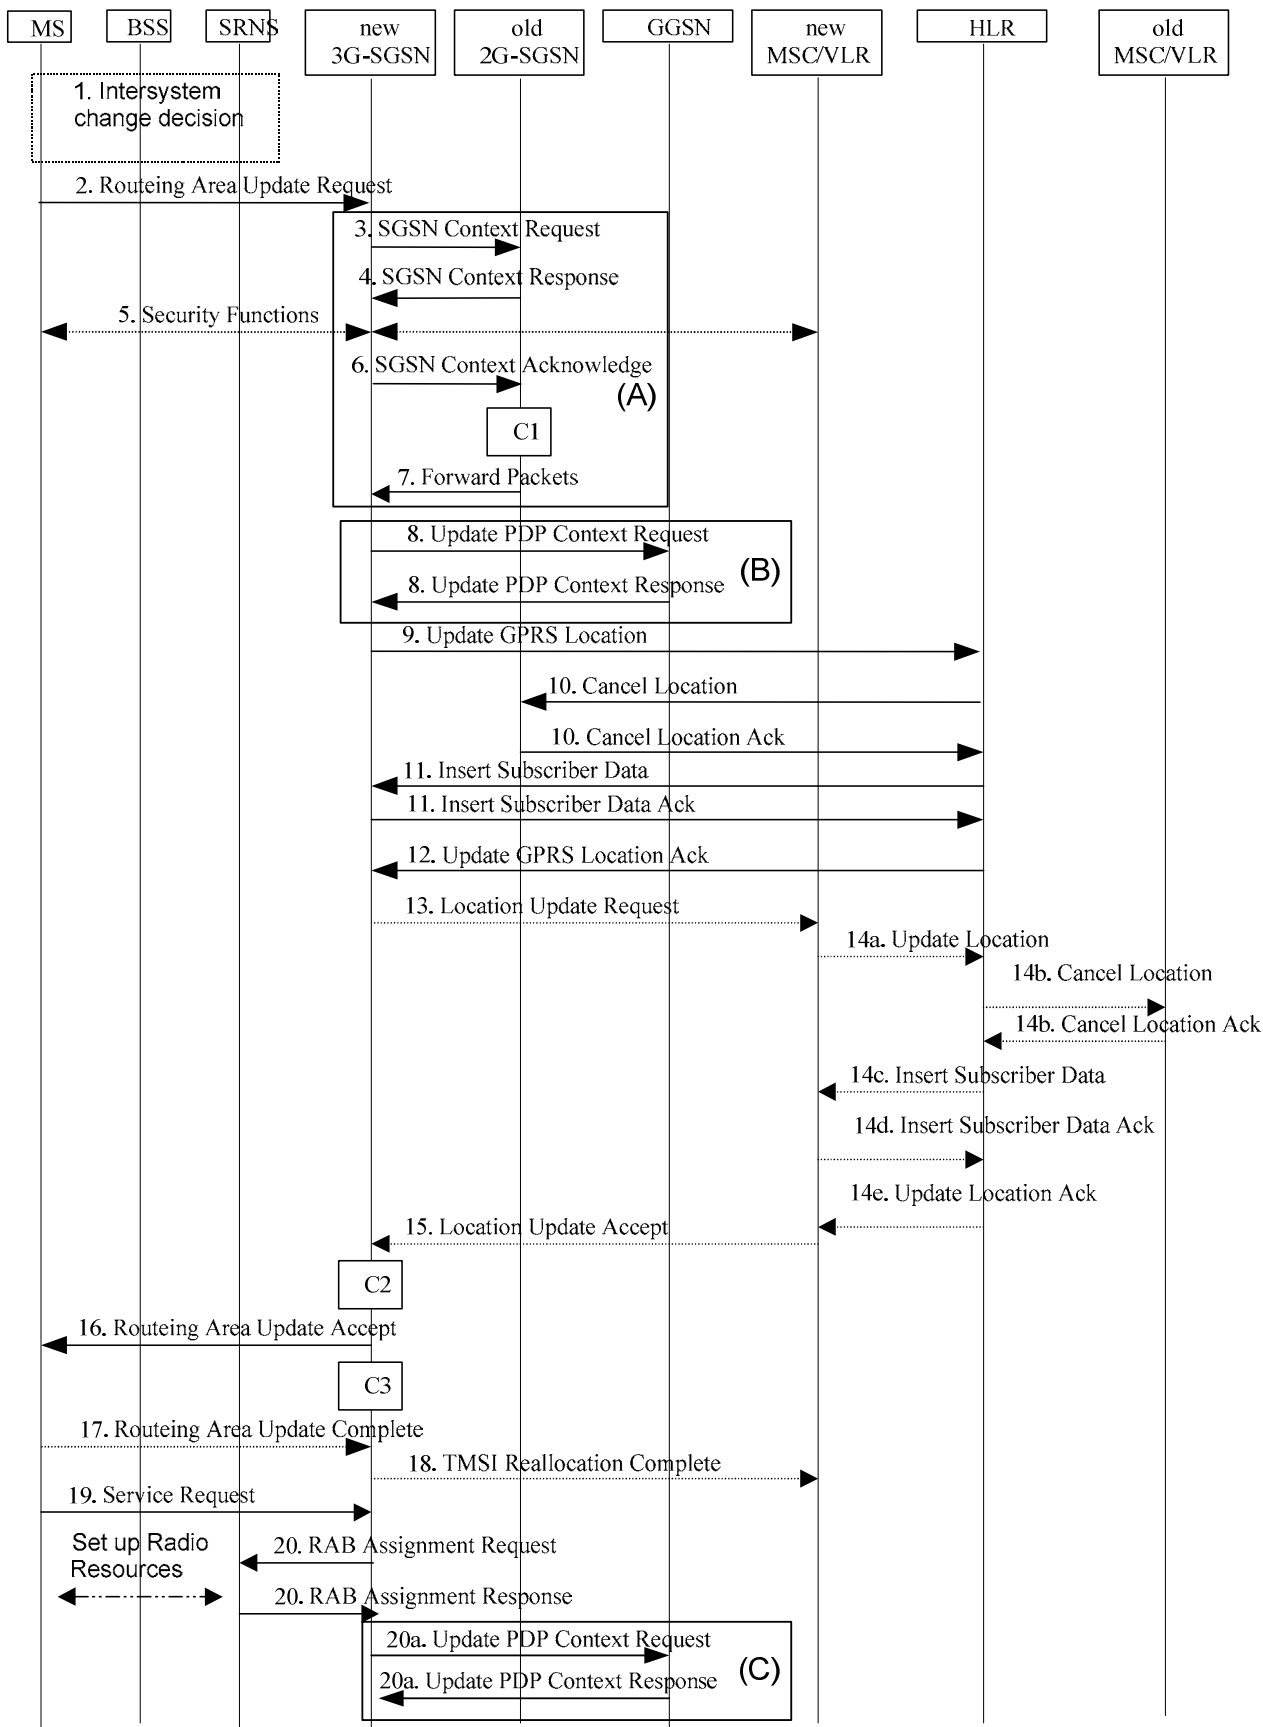 MS
BSS
SRNS
new
3G-SGSN
old
2G-SGSN
GGSN
new
MSC/VLR
HLR
old
MSC/VLR
1. Intersystem
change decision
2. Routeing Area Update Request
3. SGSN Context Request
4. SGSN Context Response
5. Security Functions
6. SGSN Context Acknowledge
(A)
C1
7. Forward Packets
8. Update PDP Context Request
(B)
8. Update PDP Context Response
9. Update GPRS Location
10. Cancel Location
10. Cancel Location Ack
11. Insert Subscriber Data
11. Insert Subscriber Data Ack
12. Update GPRS Location Ack
13. Location Update Request
14a. Update Location
14b. Cancel Location
14b. Cancel Location Ack
14c. Insert Subscriber Data
14d. Insert Subscriber Data Ack
14e. Update Location Ack
15. Location Update Accept
C2
16. Routeing Area Update Accept
C3
17. Routeing Area Update Complete
18. TMSI Reallocation Complete
19. Service Request
Set up Radio
Resources
20. RAB Assignment Request
20. RAB Assignment Response
20a. Update PDP Context Request
(C)
20a. Update PDP Context Response